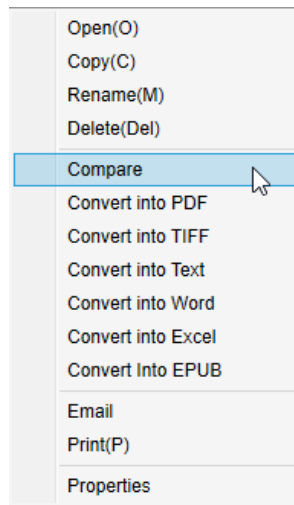 Open(O)
Copy(C)
Rename(M)
Delete(Del)
Compare
Convert into PDF
Convert into TIFF
Convert into Text
Convert into Word
Convert into Excel
Convert Into EPUB
Email
Print(P)
Properties